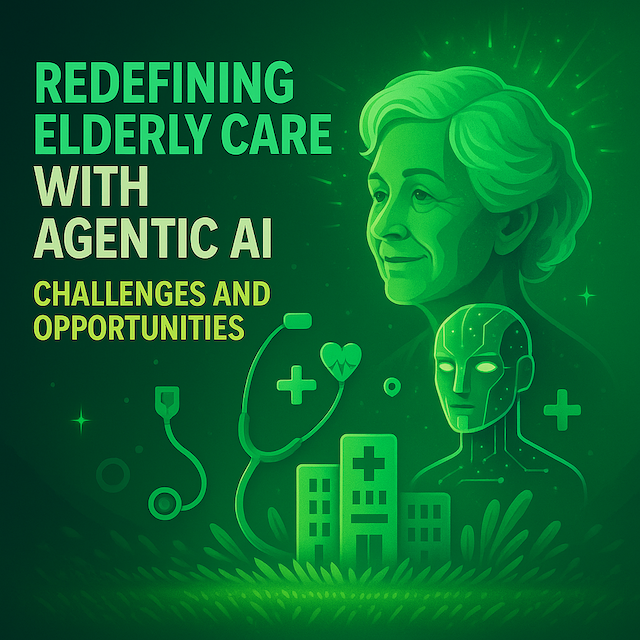 REDEFINING
ELDERLY CARE
WITH
AGENTIC AI
CHALLENGES AND
OPPORTUNITIES